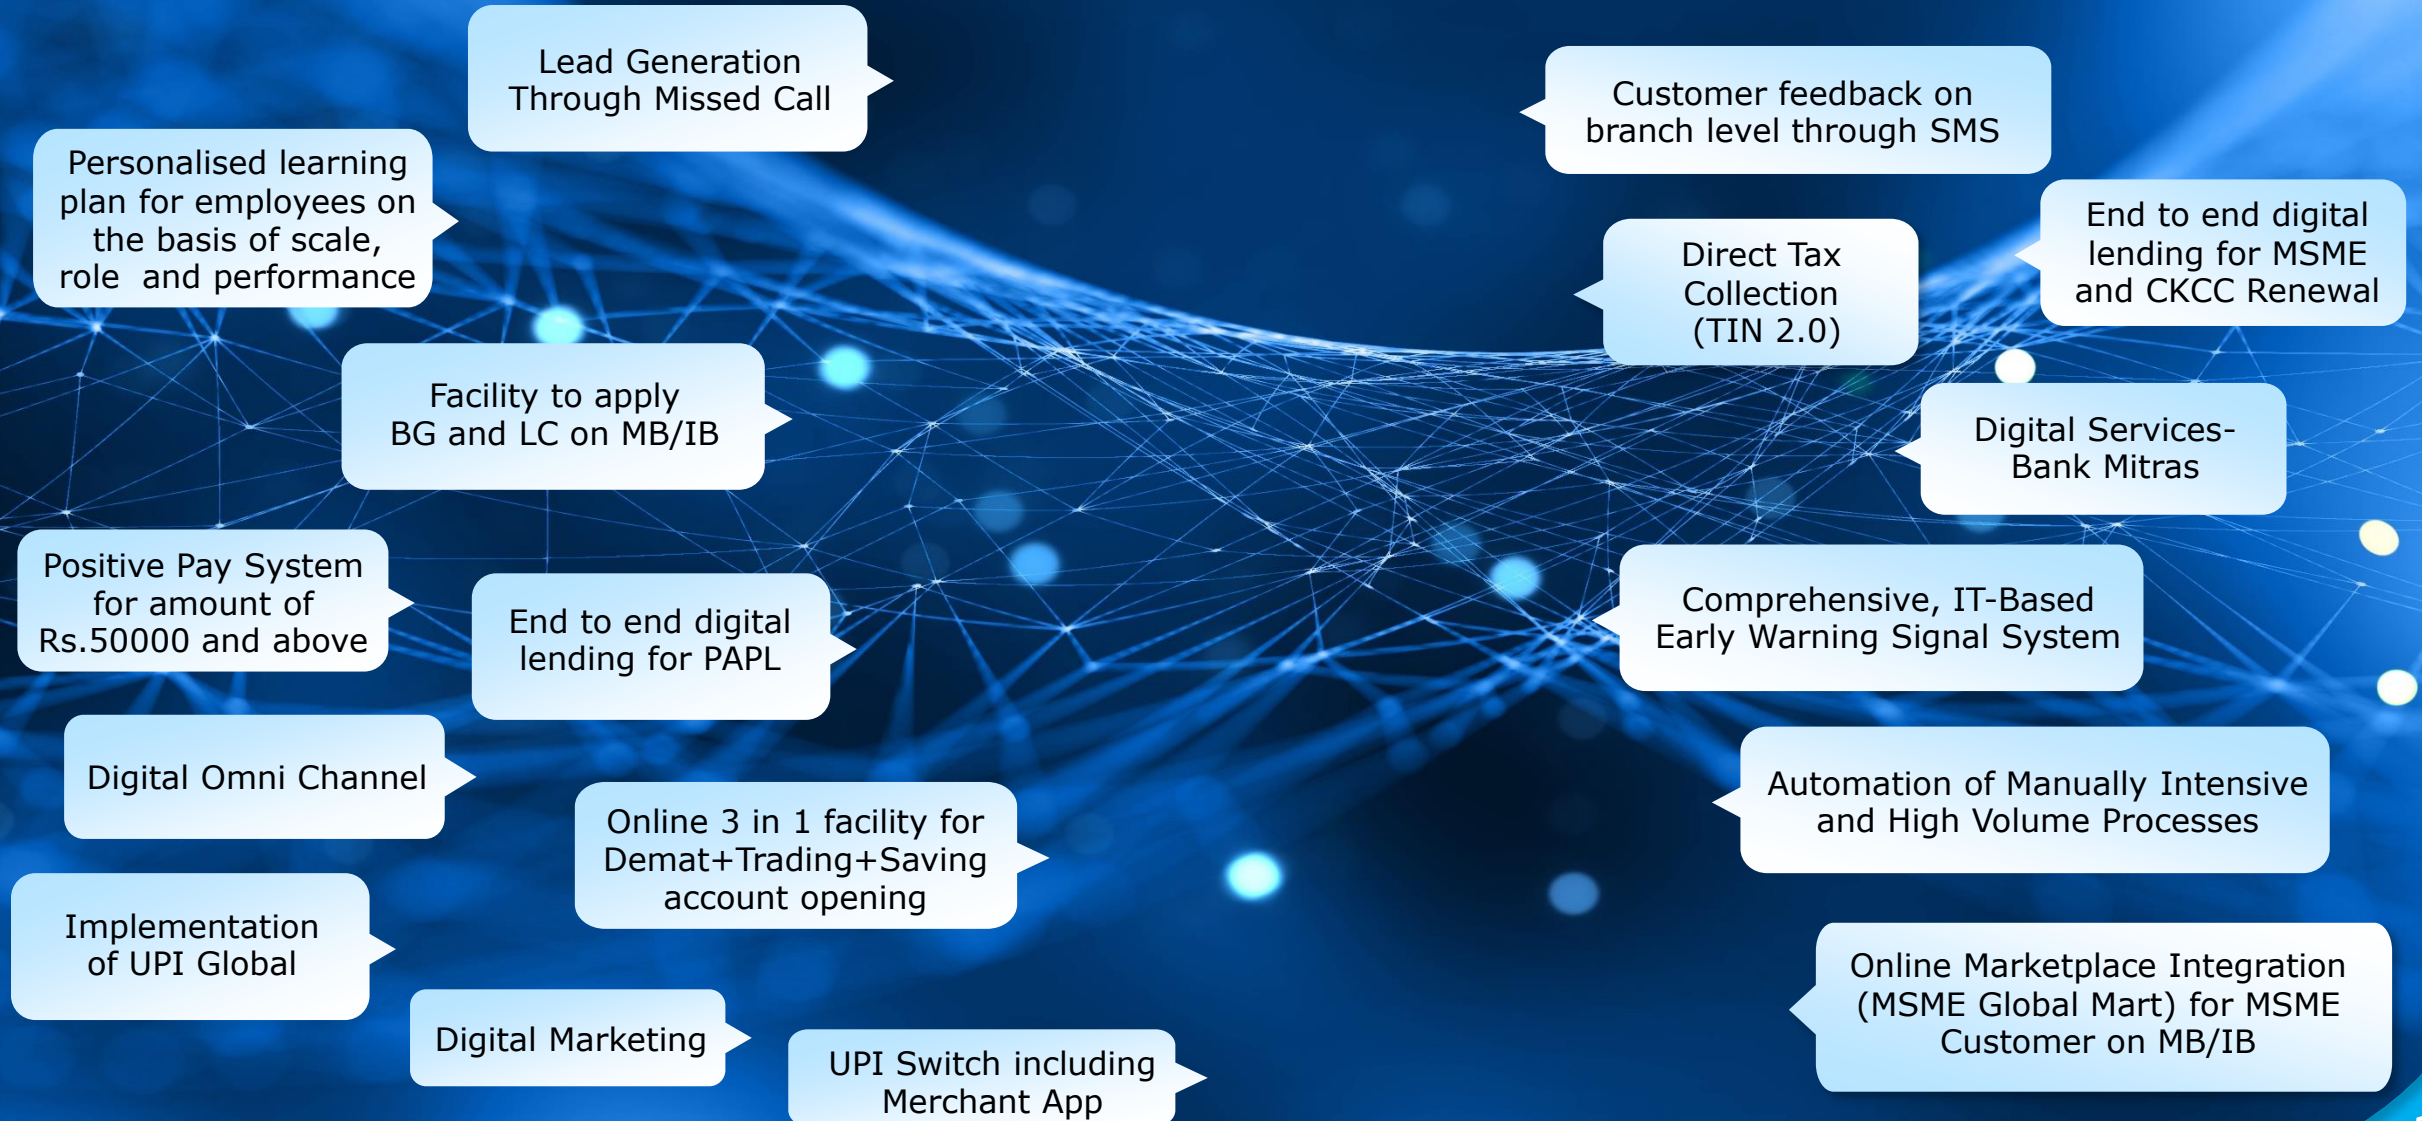 Lead Generation
Through Missed Call
Personalised learning
plan for employees on
the basis of scale,
role and performance
Facility to apply
BG and LC on MB/IB
Positive Pay System
for amount of
Rs.50000 and above
End to end digital
lending for PAPL
Digital Omni Channel
Online 3 in 1 facility for
Demat+Trading+Saving
account opening
Implementation
of UPI Global
Digital Marketing
UPI Switch including
Merchant App
Customer feedback on
branch level through SMS
Direct Tax
Collection
(TIN 2.0)
End to end digital
lending for MSME
and CKCC Renewal
Digital Services-
Bank Mitras
Comprehensive, IT-Based
Early Warning Signal System
Automation of Manually Intensive
and High Volume Processes
Online Marketplace Integration
(MSME Global Mart) for MSME
Customer on MB/IB